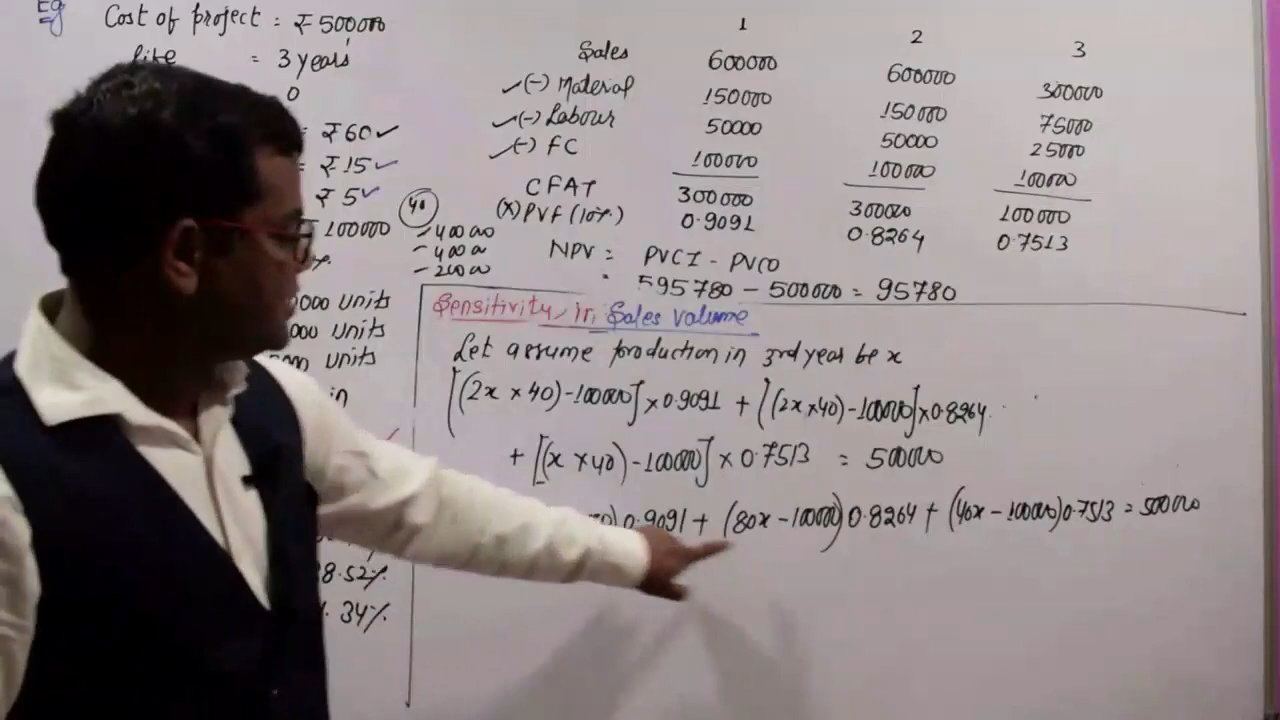 Eg Cost of project = ₹ 500000
life = 3 years
0
= ₹ 60 ✓
= ₹ 15 ✓
₹ 5 ✓
₹ 100000
%
000 units
000 units
000 units
in
8.52%
.34%
40
- 40000
- 40000
- 20000
1 2 3
Sales 600000 600000 300000
✓(-) Material 150000 150000 75000
✓(-) Labour 50000 50000 25000
✓(-) FC 100000 100000 100000
CFAT 300000 300000 100000
(x) PVF (10%) 0.9091 0.8264 0.7513
NPV = PVCI - PVCO
= 595780 - 500000 = 95780
Sensitivity in Sales volume
Let assume production in 3rd year be x
[(2x × 40) - 100000] × 0.9091 + [(2x × 40) - 100000] × 0.8264
+ [(x × 40) - 100000] × 0.7513 = 500000
0.9091 + (80x - 100000) 0.8264 + (40x - 100000) 0.7513 = 500000